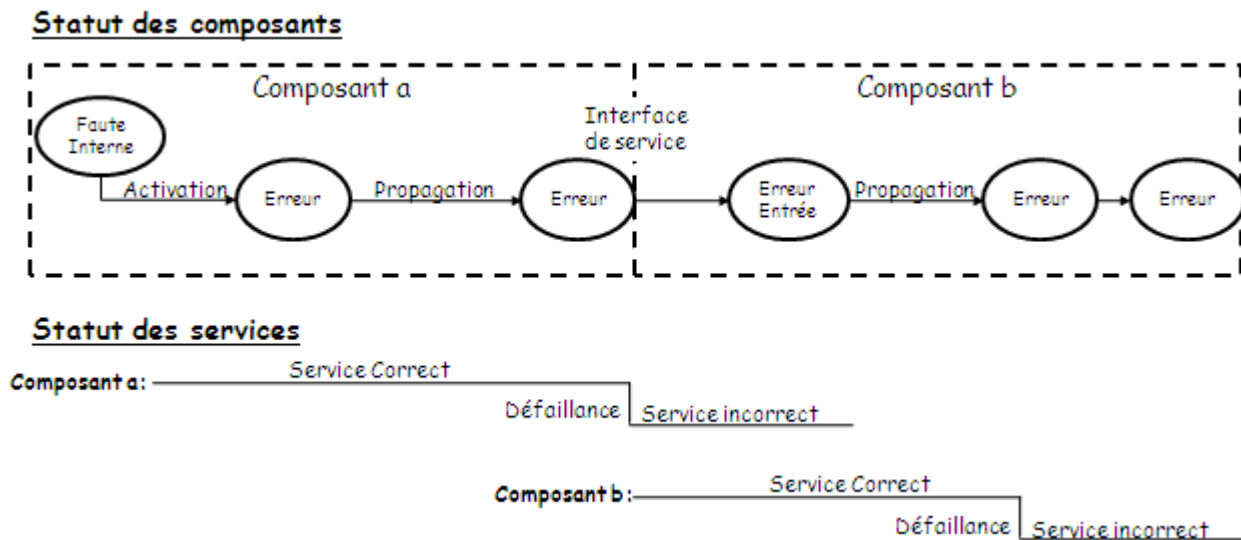 Statut des composants
Composant a
Composant b
Faute
Interne
Interface
de service
Activation
Erreur
Propagation
Erreur
Erreur
Entrée
Propagation
Erreur
Erreur
Statut des services
Composant a:
Service Correct
Défaillance
Service incorrect
Composant b:
Service Correct
Défaillance
Service incorrect